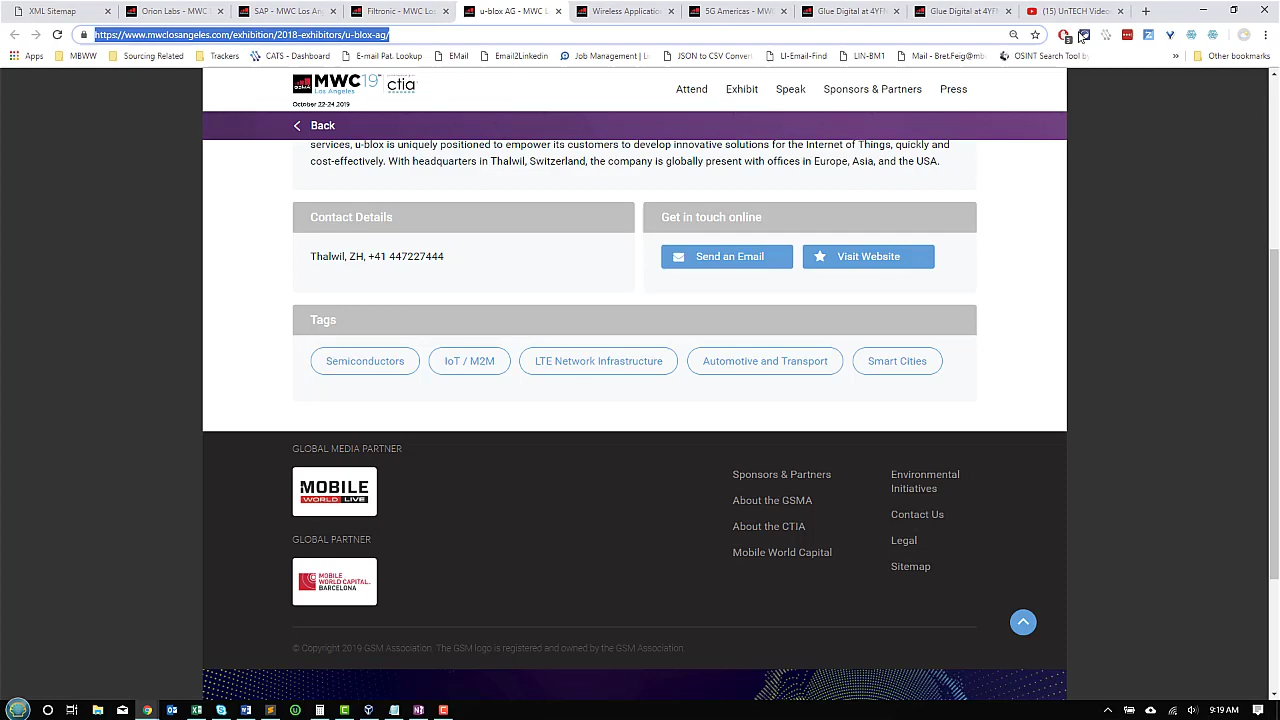 XML Sitemap
Orion Labs - MWC
SAP - MWC Los An
Filtronic - MWC Lo
u-blox AG - MWC L
Wireless Application
5G Americas - MW
Glue Digital at 4YFN
Glue Digital at 4YFN
(15) UnTECH Video
https://www.mwclosangeles.com/exhibition/2018-exhibitors/u-blox-ag/
Apps
MBWW
Sourcing Related
Trackers
CATS - Dashboard
E-mail Pat. Lookup
EMail
Email2Linkedin
Job Management | L
JSON to CSV Convert
LI-Email-Find
LIN-BM1
Mail - Bret.Feig@mb
OSINT Search Tool by
»
Other bookmarks
MWC19 ctia
Los Angeles
October 22-24 2019
Attend
Exhibit
Speak
Sponsors & Partners
Press
Back
services, u-blox is uniquely positioned to empower its customers to develop innovative solutions for the Internet of Things, quickly and
cost-effectively. With headquarters in Thalwil, Switzerland, the company is globally present with offices in Europe, Asia, and the USA.
Contact Details
Get in touch online
Thalwil, ZH, +41 447227444
Send an Email
Visit Website
Tags
Semiconductors
IoT / M2M
LTE Network Infrastructure
Automotive and Transport
Smart Cities
GLOBAL MEDIA PARTNER
MOBILE
WORLD LIVE
GLOBAL PARTNER
MOBILE
WORLD CAPITAL
BARCELONA
Sponsors & Partners
About the GSMA
About the CTIA
Mobile World Capital
Environmental
Initiatives
Contact Us
Legal
Sitemap
© Copyright 2019 GSM Association. The GSM logo is registered and owned by the GSM Association.
9:19 AM